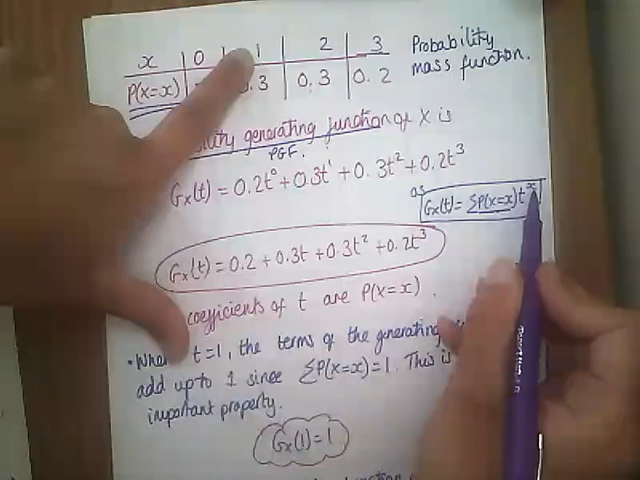 x 0 1 2 3
P(X=x) .3 0.3 0.2
Probability
mass function.
generating function of X is
PGF.
Gx(t) = 0.2t⁰ + 0.3t¹ + 0.3t² + 0.2t³
as
Gx(t) = ΣP(X=x)tˣ
Gx(t) = 0.2 + 0.3t + 0.3t² + 0.2t³
coefficients of t are P(X=x).
• When t=1, the terms of the generating
add up to 1 since ΣP(X=x)=1. This is
important property.
Gx(1) = 1